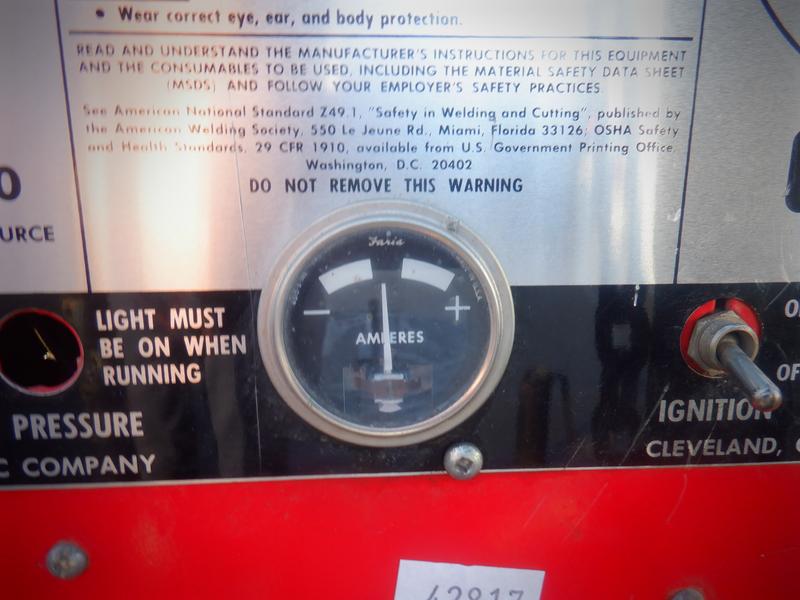 • Wear correct eye, ear, and body protection.
READ AND UNDERSTAND THE MANUFACTURER'S INSTRUCTIONS FOR THIS EQUIPMENT
AND THE CONSUMABLES TO BE USED, INCLUDING THE MATERIAL SAFETY DATA SHEET
(MSDS) AND FOLLOW YOUR EMPLOYER'S SAFETY PRACTICES.
See American National Standard Z49.1, "Safety in Welding and Cutting", published by
the American Welding Society, 550 Le Jeune Rd., Miami, Florida 33126; OSHA Safety
and Health Standards, 29 CFR 1910, available from U.S. Government Printing Office,
Washington, D.C. 20402
DO NOT REMOVE THIS WARNING
0
URCE
Faria
− +
AMPERES
LIGHT MUST
BE ON WHEN
RUNNING
PRESSURE
C COMPANY
O
OF
IGNITION
CLEVELAND,
42817